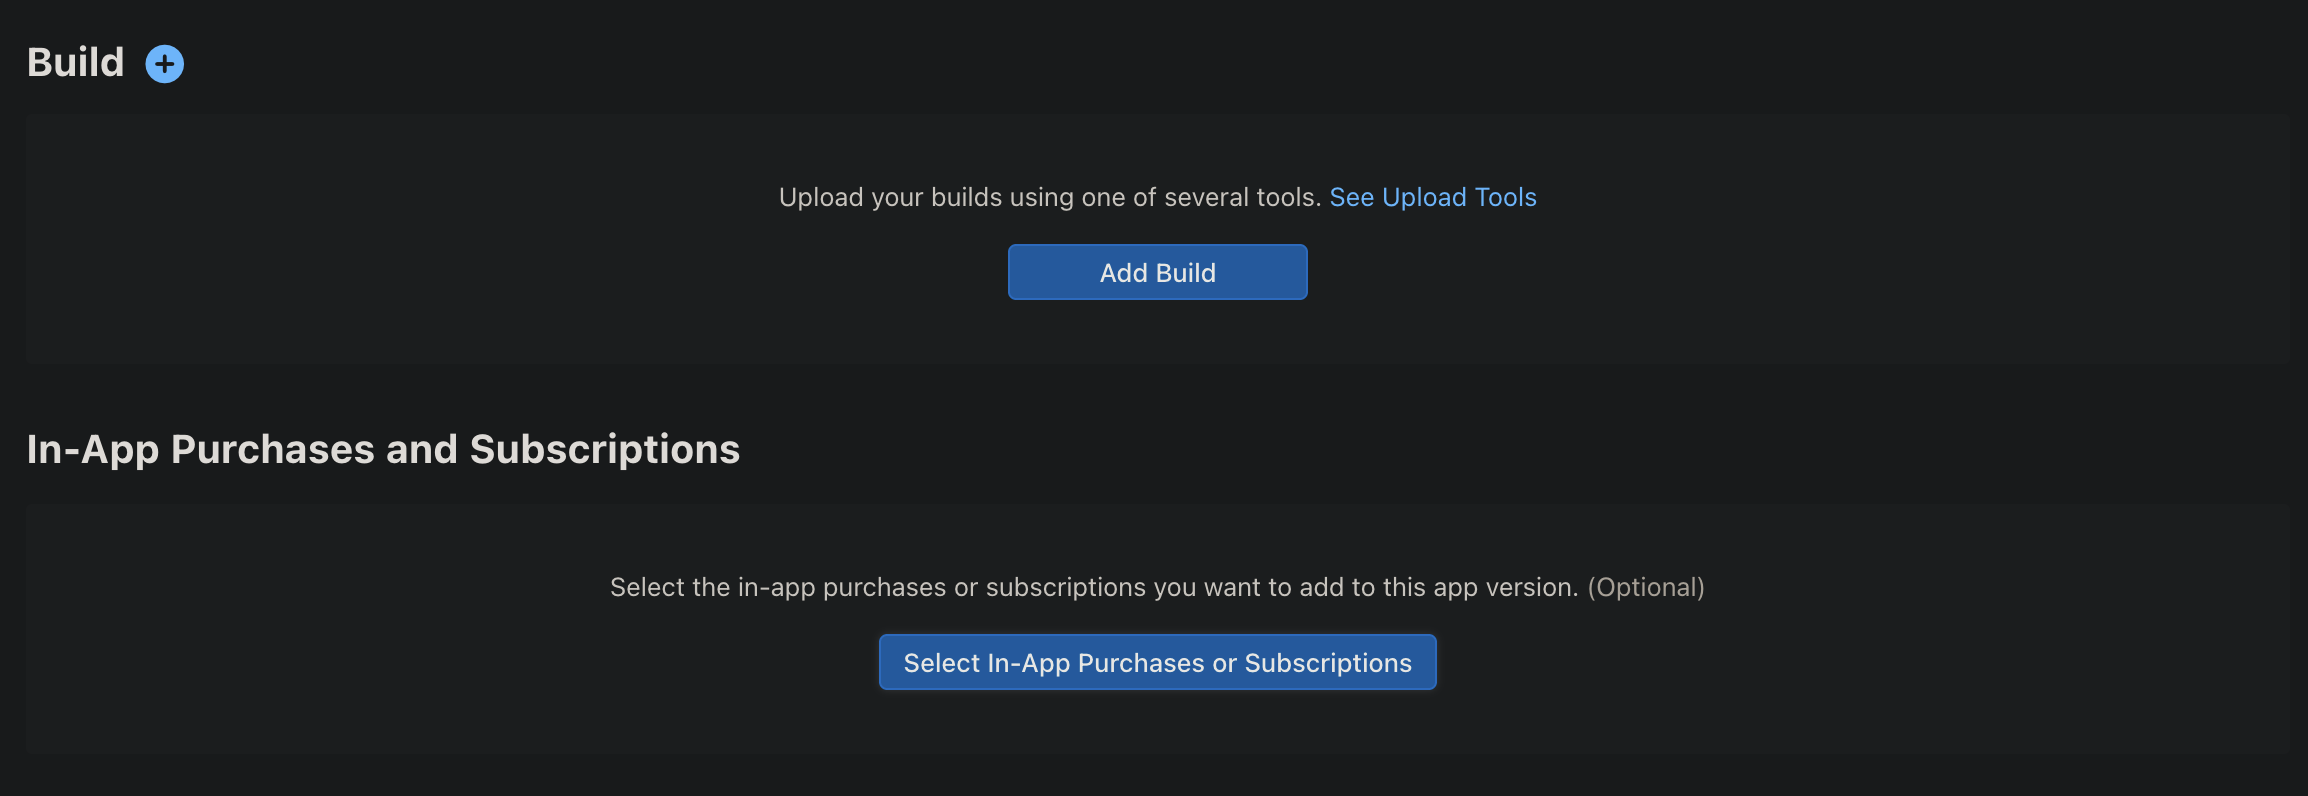 Build
Upload your builds using one of several tools. See Upload Tools
Add Build
In-App Purchases and Subscriptions
Select the in-app purchases or subscriptions you want to add to this app version. (Optional)
Select In-App Purchases or Subscriptions